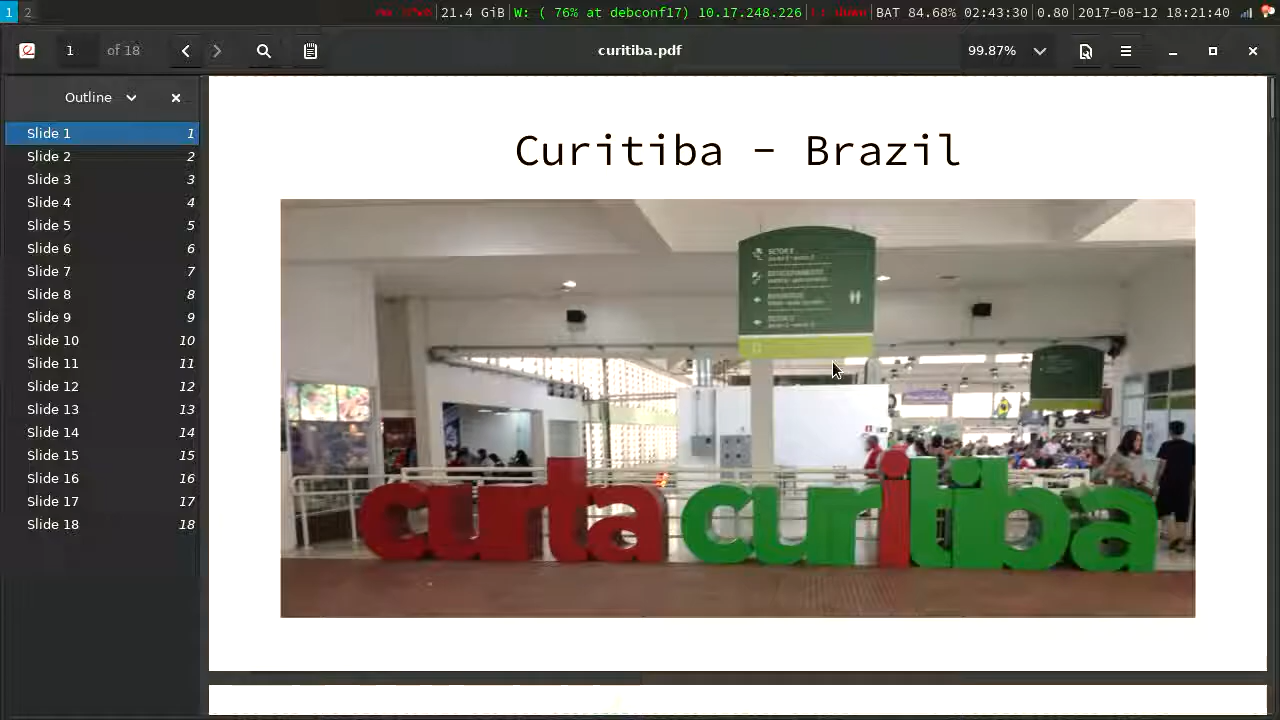 1 2 21.4 GiB W: ( 76% at debconf17) 10.17.248.226 down BAT 84.68% 02:43:30 0.80 2017-08-12 18:21:40
1 of 18 curitiba.pdf 99.87%
Outline
Slide 1 1
Slide 2 2
Slide 3 3
Slide 4 4
Slide 5 5
Slide 6 6
Slide 7 7
Slide 8 8
Slide 9 9
Slide 10 10
Slide 11 11
Slide 12 12
Slide 13 13
Slide 14 14
Slide 15 15
Slide 16 16
Slide 17 17
Slide 18 18
Curitiba - Brazil
curta curitiba